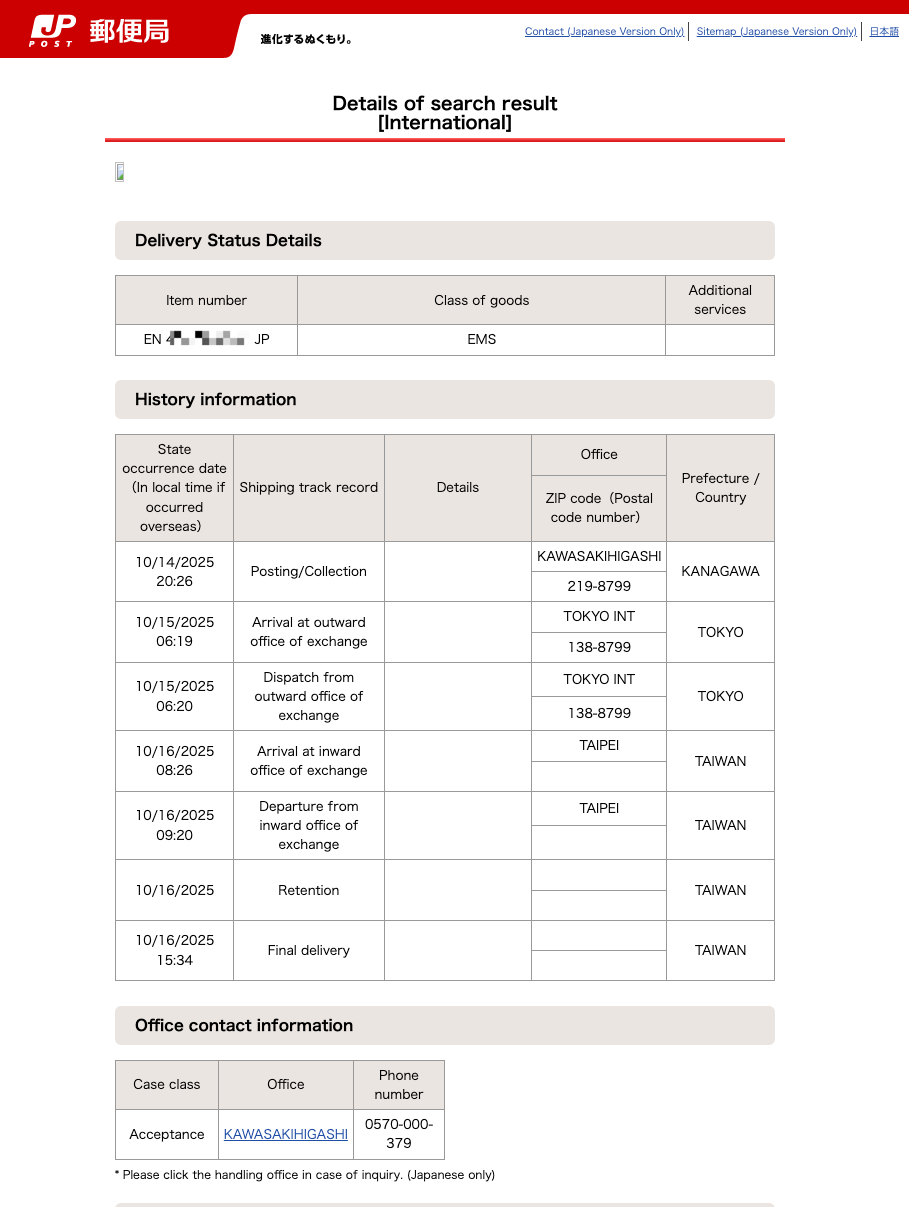 JP
POST
郵便局
進化するぬくもり。
Contact (Japanese Version Only)
Sitemap (Japanese Version Only)
日本語
Details of search result
[International]
Delivery Status Details
Item number
Class of goods
Additional
services
EN
JP
EMS
History information
State
occurrence date
（In local time if
occurred
overseas）
Shipping track record
Details
Office
ZIP code（Postal
code number）
Prefecture /
Country
10/14/2025
20:26
Posting/Collection
KAWASAKIHIGASHI
219-8799
KANAGAWA
10/15/2025
06:19
Arrival at outward
office of exchange
TOKYO INT
138-8799
TOKYO
10/15/2025
06:20
Dispatch from
outward office of
exchange
TOKYO INT
138-8799
TOKYO
10/16/2025
08:26
Arrival at inward
office of exchange
TAIPEI
TAIWAN
10/16/2025
09:20
Departure from
inward office of
exchange
TAIPEI
TAIWAN
10/16/2025
Retention
TAIWAN
10/16/2025
15:34
Final delivery
TAIWAN
Office contact information
Case class
Office
Phone
number
Acceptance
KAWASAKIHIGASHI
0570-000-
379
* Please click the handling office in case of inquiry. (Japanese only)